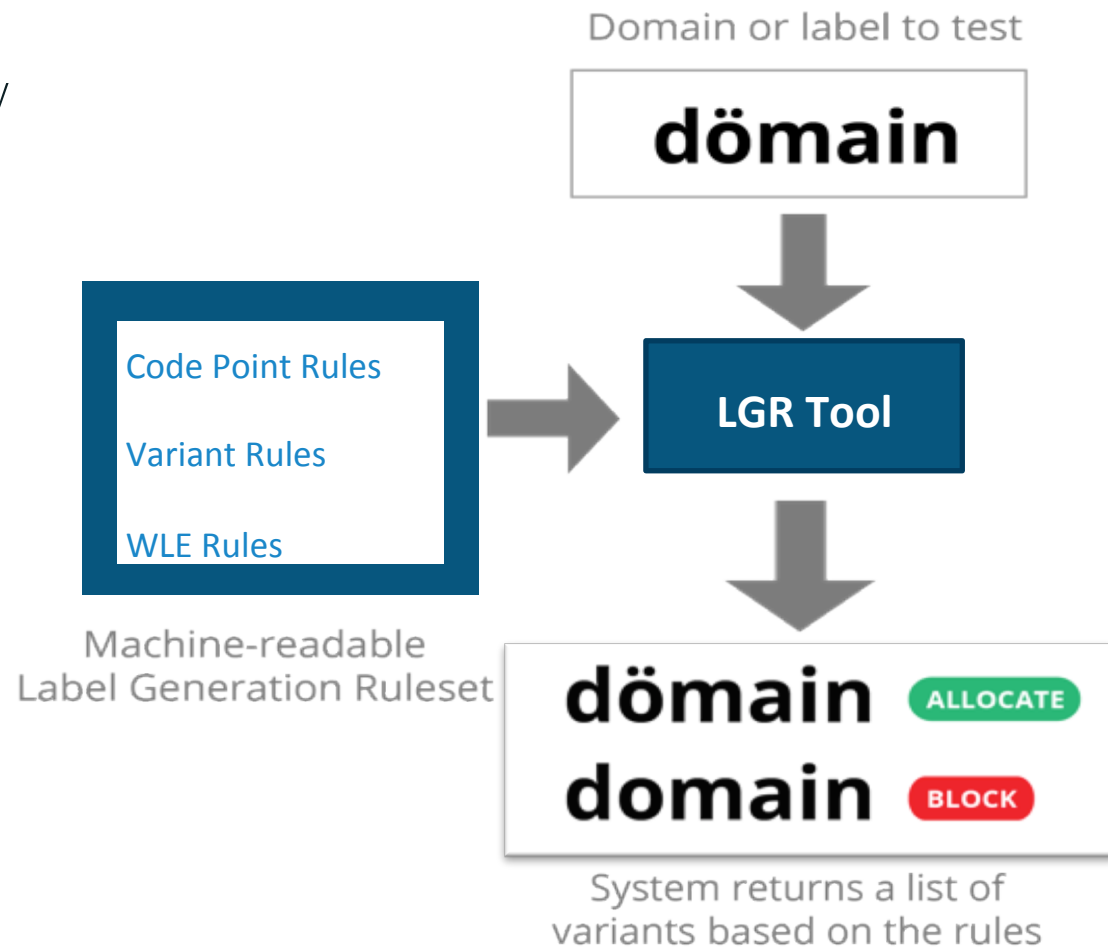 Domain or label to test
/
dömain
Code Point Rules
Variant Rules
WLE Rules
LGR Tool
Machine-readable
Label Generation Ruleset
dömain ALLOCATE
domain BLOCK
System returns a list of
variants based on the rules